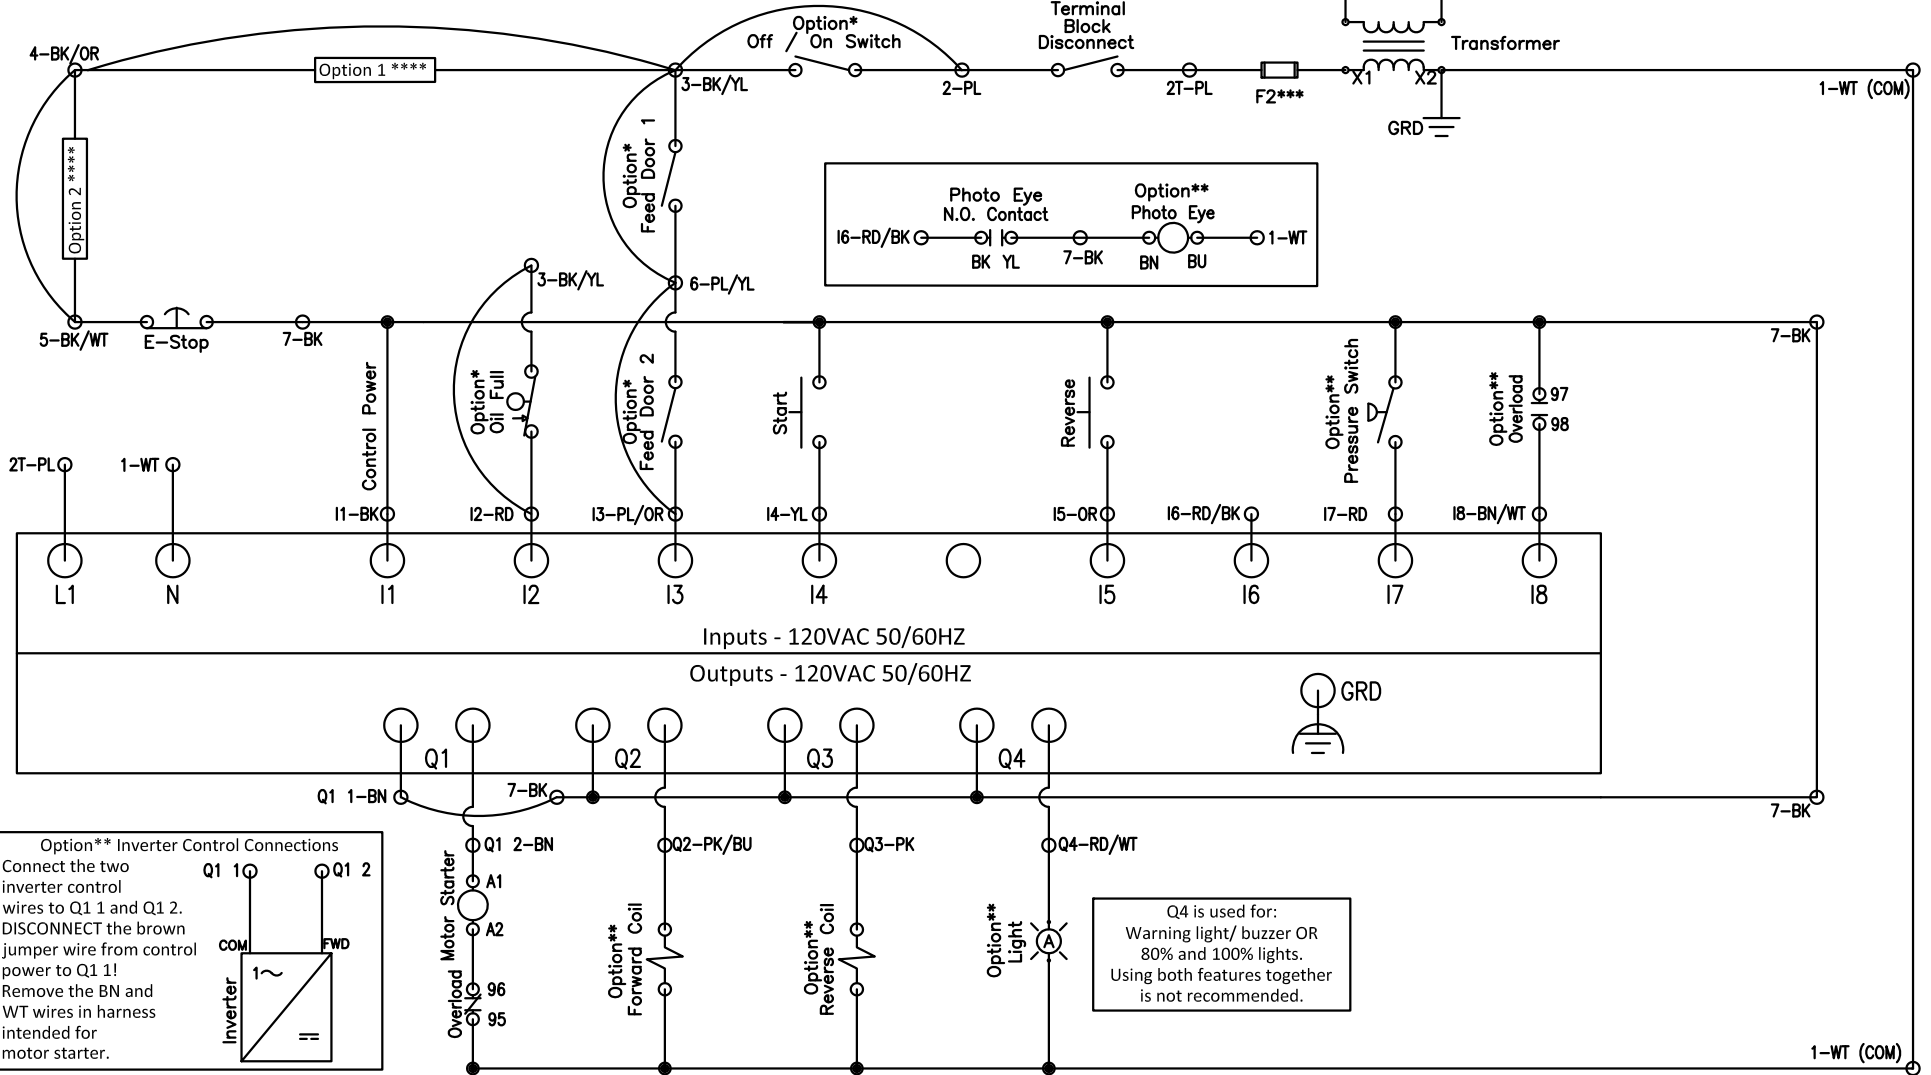 4-BK/OR
Option 1 ****
3-BK/YL
Option*
Off
On Switch
2-PL
Terminal
Block
Disconnect
2T-PL
F2***
X1
X2
Transformer
GRD
1-WT (COM)
Option 2 ****
Option*
Feed Door 1
Photo Eye
N.O. Contact
Option**
Photo Eye
I6-RD/BK
BK
YL
7-BK
BN
BU
1-WT
3-BK/YL
6-PL/YL
5-BK/WT
E-Stop
7-BK
7-BK
Control Power
Option*
Oil Full
Option*
Feed Door 2
Start
Reverse
Option**
Pressure Switch
Option**
Overload
97
98
2T-PL
1-WT
I1-BK
I2-RD
I3-PL/OR
I4-YL
I5-OR
I6-RD/BK
I7-RD
I8-BN/WT
L1
N
I1
I2
I3
I4
I5
I6
I7
I8
Inputs - 120VAC 50/60HZ
Outputs - 120VAC 50/60HZ
GRD
Q1
Q2
Q3
Q4
Q1 1-BN
7-BK
7-BK
Q1 2-BN
Q2-PK/BU
Q3-PK
Q4-RD/WT
Overload Motor Starter
A1
A2
96
95
Option**
Forward Coil
Option**
Reverse Coil
Option**
Light
A
Q4 is used for:
Warning light/ buzzer OR
80% and 100% lights.
Using both features together
is not recommended.
Option** Inverter Control Connections
Connect the two
inverter control
wires to Q1 1 and Q1 2.
DISCONNECT the brown
jumper wire from control
power to Q1 1!
Remove the BN and
WT wires in harness
intended for
motor starter.
Q1 1
Q1 2
COM
FWD
1~
Inverter
1-WT (COM)